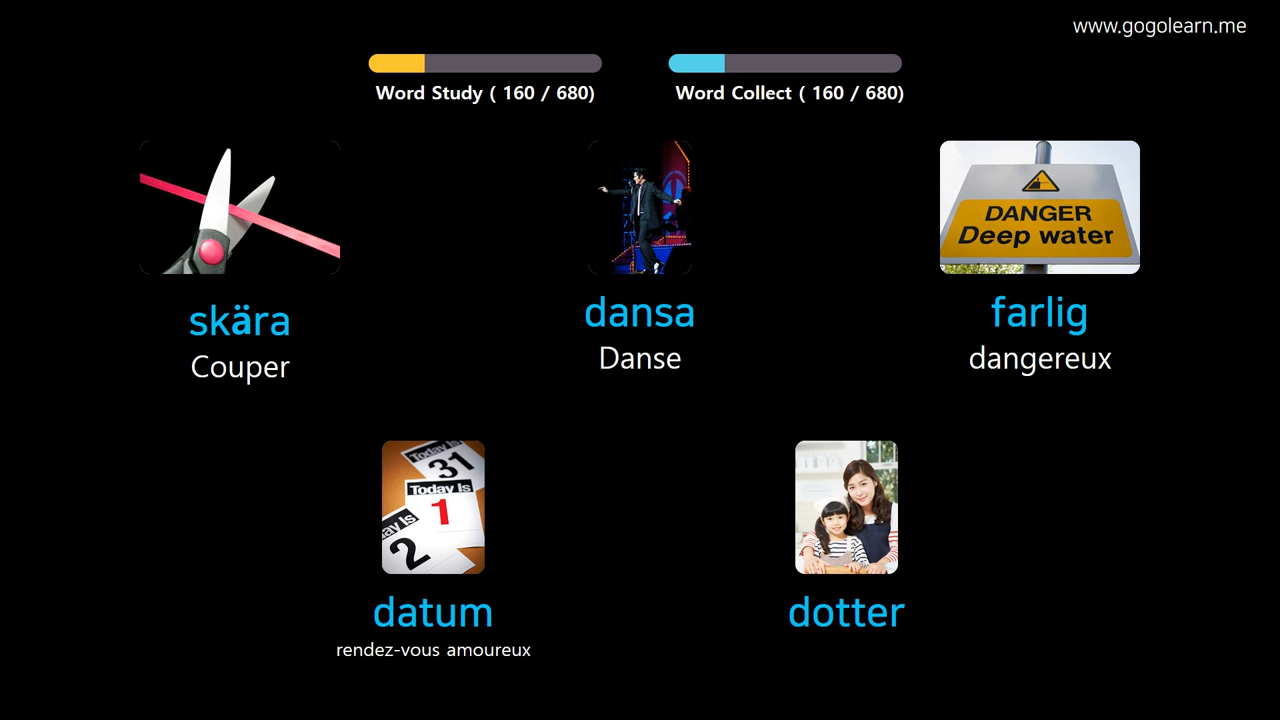 www.gogolearn.me
Word Study ( 160 / 680)
Word Collect ( 160 / 680)
DANGER
Deep water
skära
Couper
dansa
Danse
farlig
dangereux
Today Is
31
Today Is
1
ay Is
2
datum
rendez-vous amoureux
dotter